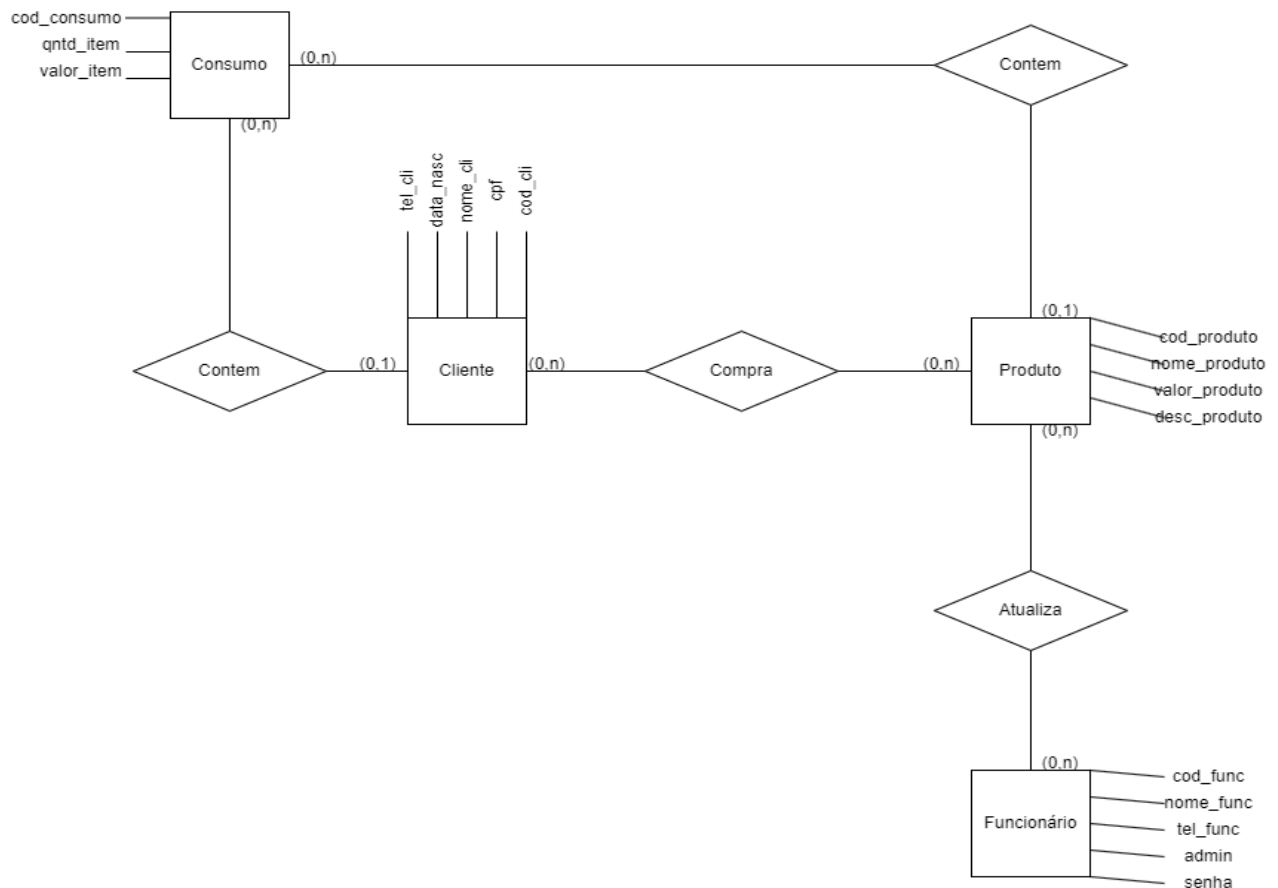 cod_consumo
qntd_item
valor_item
Consumo
(0,n)
Contem
(0,n)
tel_cli
data_nasc
nome_cli
cpf
cod_cli
(0,1)
Contem
(0,1)
Cliente
(0,n)
Compra
(0,n)
Produto
cod_produto
nome_produto
valor_produto
desc_produto
(0,n)
Atualiza
(0,n)
Funcionário
cod_func
nome_func
tel_func
admin
senha